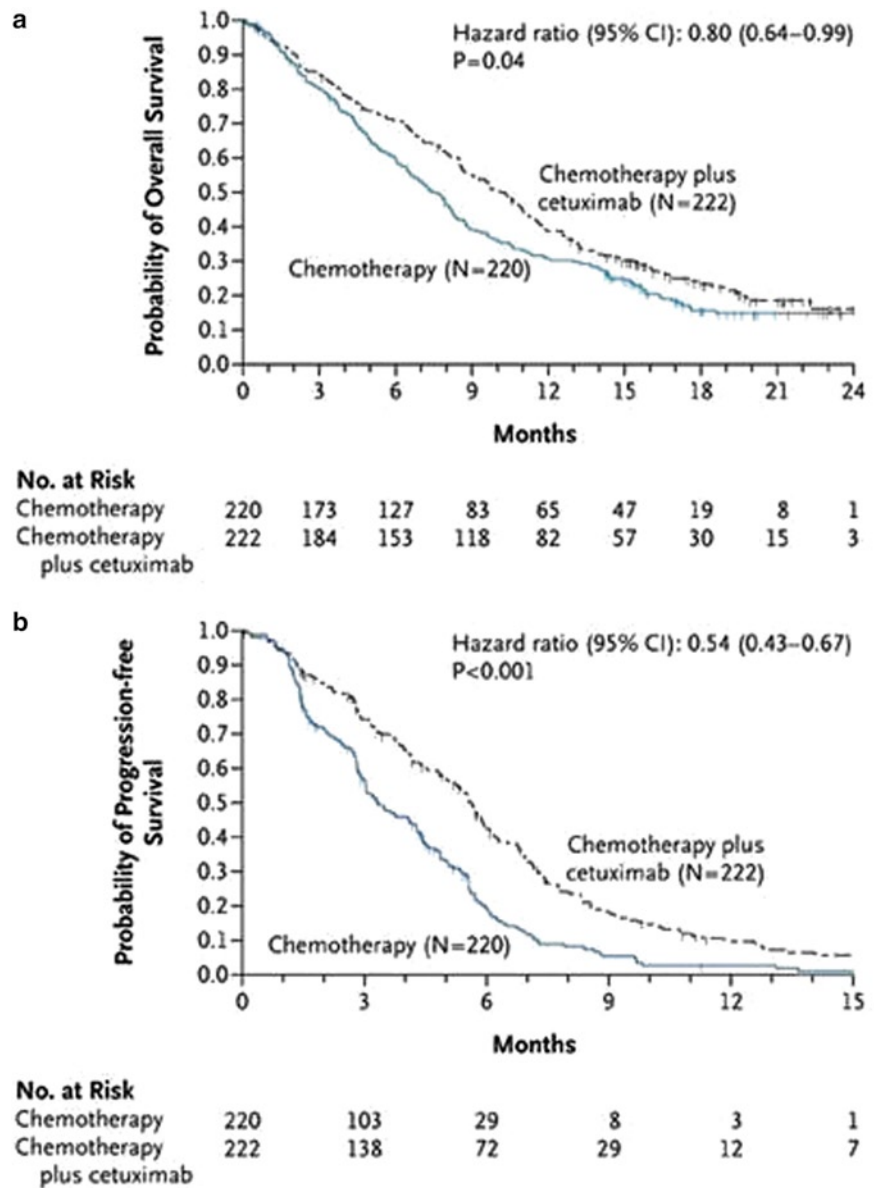 a
Hazard ratio (95% CI): 0.80 (0.64–0.99)
P=0.04
Probability of Overall Survival
1.0
0.9
0.8
0.7
0.6
0.5
0.4
0.3
0.2
0.1
0.0
Chemotherapy plus
cetuximab (N=222)
Chemotherapy (N=220)
0 3 6 9 12 15 18 21 24
Months
No. at Risk
Chemotherapy 220 173 127 83 65 47 19 8 1
Chemotherapy 222 184 153 118 82 57 30 15 3
plus cetuximab
b
Hazard ratio (95% CI): 0.54 (0.43–0.67)
P<0.001
Probability of Progression-free
Survival
1.0
0.9
0.8
0.7
0.6
0.5
0.4
0.3
0.2
0.1
0.0
Chemotherapy plus
cetuximab (N=222)
Chemotherapy (N=220)
0 3 6 9 12 15
Months
No. at Risk
Chemotherapy 220 103 29 8 3 1
Chemotherapy 222 138 72 29 12 7
plus cetuximab